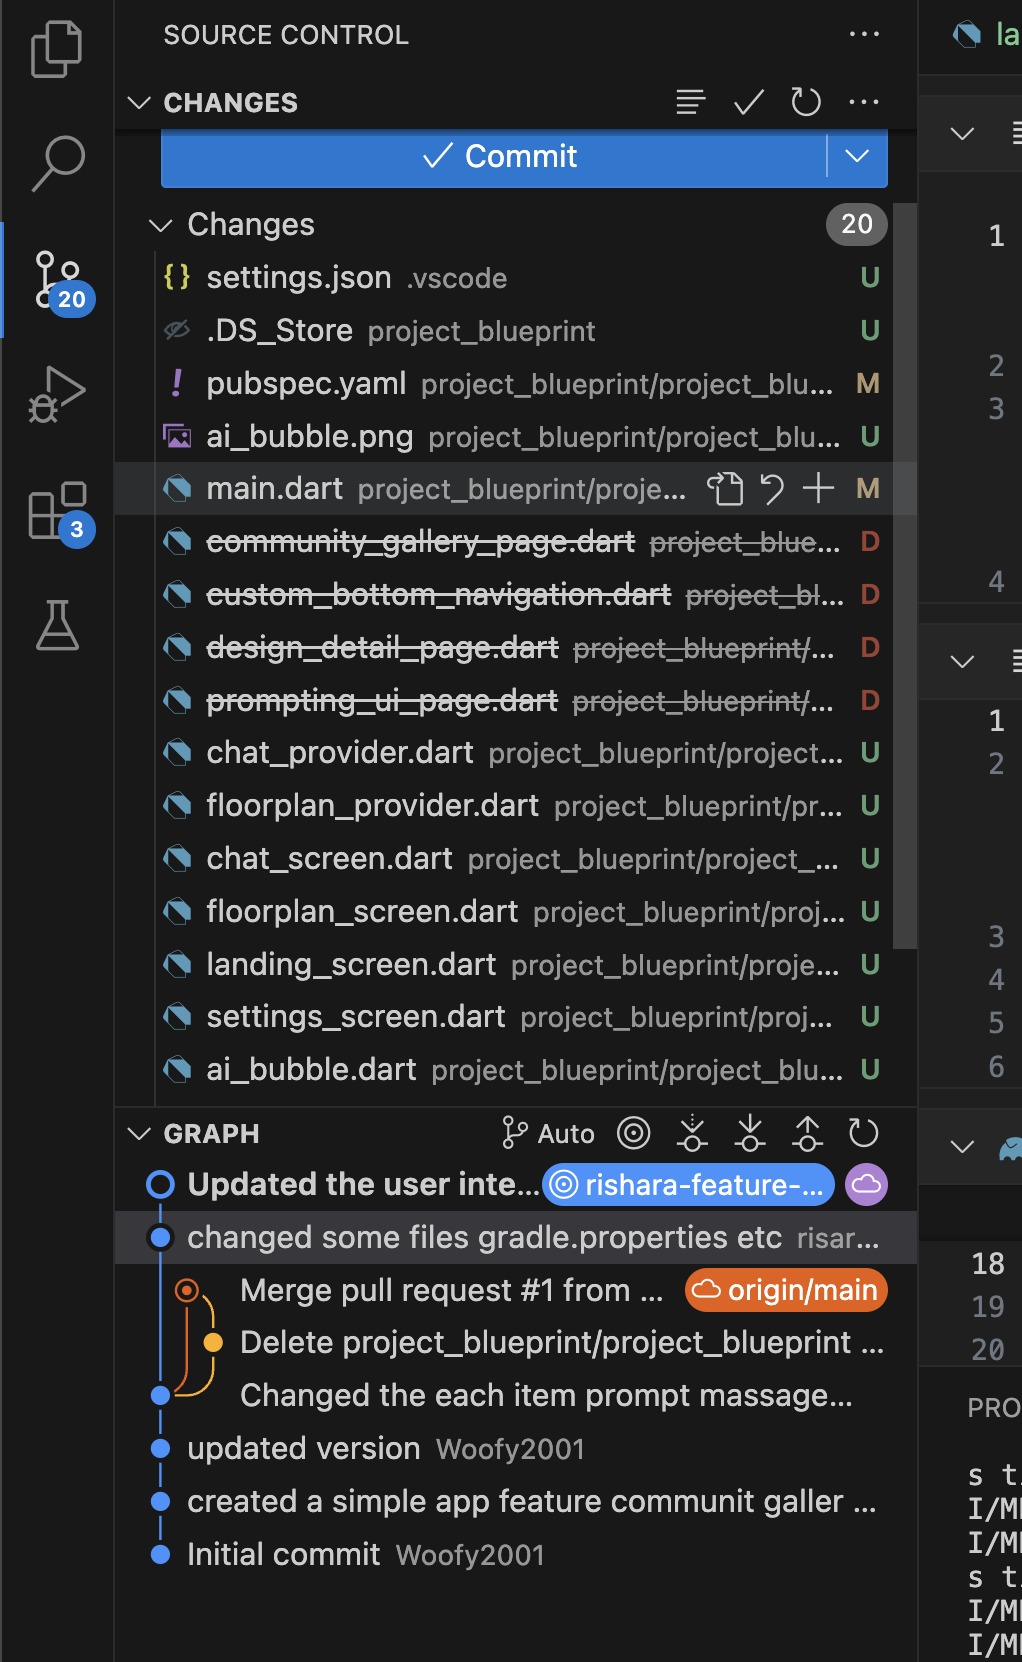 SOURCE CONTROL
la
CHANGES
Commit
Changes 20
1
settings.json .vscode U
20
.DS_Store project_blueprint U
2
pubspec.yaml project_blueprint/project_blu... M
3
ai_bubble.png project_blueprint/project_blu... U
main.dart project_blueprint/proje... M
3
community_gallery_page.dart project_blue... D
4
custom_bottom_navigation.dart project_bl... D
design_detail_page.dart project_blueprint/... D
prompting_ui_page.dart project_blueprint/... D
1
chat_provider.dart project_blueprint/project... U
2
floorplan_provider.dart project_blueprint/pr... U
chat_screen.dart project_blueprint/project_... U
floorplan_screen.dart project_blueprint/proj... U
3
landing_screen.dart project_blueprint/proje... U
4
settings_screen.dart project_blueprint/proj... U
5
ai_bubble.dart project_blueprint/project_blu... U
6
GRAPH Auto
Updated the user inte... rishara-feature-...
changed some files gradle.properties etc risar...
18
Merge pull request #1 from ... origin/main
19
Delete project_blueprint/project_blueprint ...
20
Changed the each item prompt massage...
PRO
updated version Woofy2001
s t
created a simple app feature communit galler ...
I/M
I/M
Initial commit Woofy2001
s t
I/M
I/M